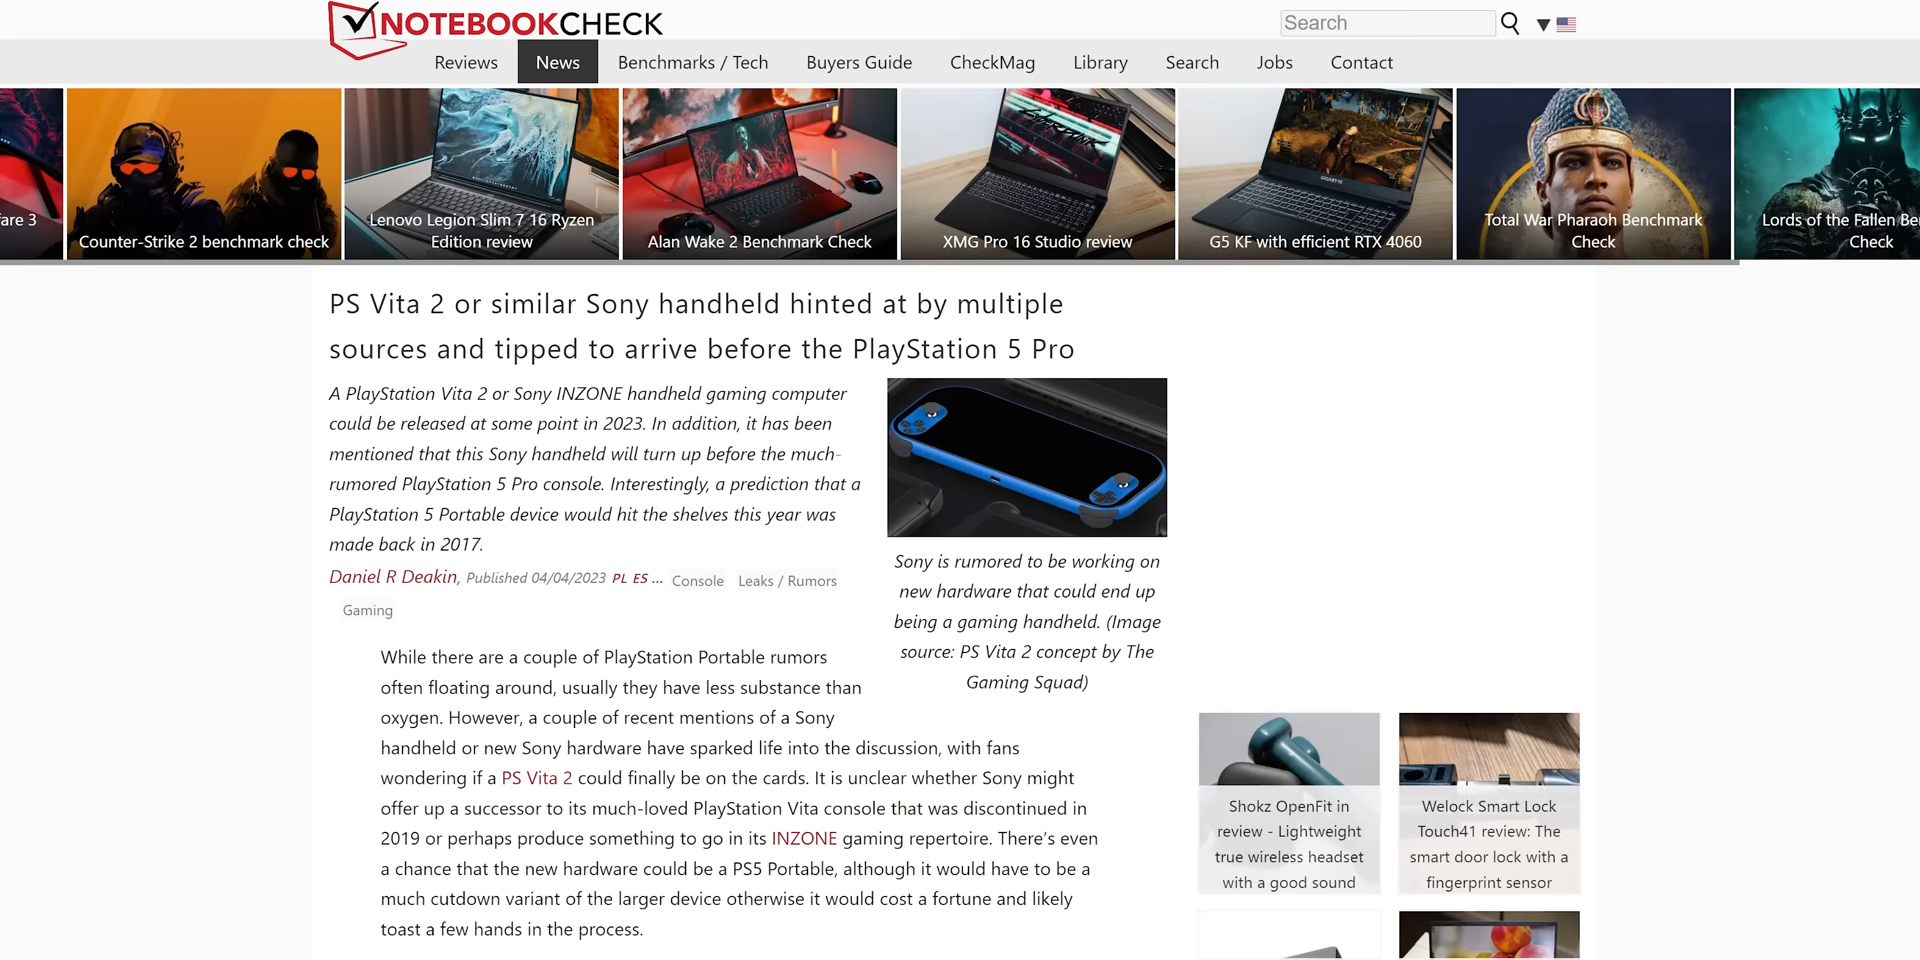 NOTEBOOKCHECK
Search
Reviews News Benchmarks / Tech Buyers Guide CheckMag Library Search Jobs Contact
fare 3
Counter-Strike 2 benchmark check
Lenovo Legion Slim 7 16 Ryzen
Edition review
Alan Wake 2 Benchmark Check
XMG Pro 16 Studio review
G5 KF with efficient RTX 4060
Total War Pharaoh Benchmark
Check
Lords of the Fallen Be
Check
PS Vita 2 or similar Sony handheld hinted at by multiple
sources and tipped to arrive before the PlayStation 5 Pro
A PlayStation Vita 2 or Sony INZONE handheld gaming computer
could be released at some point in 2023. In addition, it has been
mentioned that this Sony handheld will turn up before the much-
rumored PlayStation 5 Pro console. Interestingly, a prediction that a
PlayStation 5 Portable device would hit the shelves this year was
made back in 2017.
Daniel R Deakin, Published 04/04/2023 PL ES ... Console Leaks / Rumors
Gaming
Sony is rumored to be working on
new hardware that could end up
being a gaming handheld. (Image
source: PS Vita 2 concept by The
Gaming Squad)
While there are a couple of PlayStation Portable rumors
often floating around, usually they have less substance than
oxygen. However, a couple of recent mentions of a Sony
handheld or new Sony hardware have sparked life into the discussion, with fans
wondering if a PS Vita 2 could finally be on the cards. It is unclear whether Sony might
offer up a successor to its much-loved PlayStation Vita console that was discontinued in
2019 or perhaps produce something to go in its INZONE gaming repertoire. There's even
a chance that the new hardware could be a PS5 Portable, although it would have to be a
much cutdown variant of the larger device otherwise it would cost a fortune and likely
toast a few hands in the process.
Shokz OpenFit in
review - Lightweight
true wireless headset
with a good sound
Welock Smart Lock
Touch41 review: The
smart door lock with a
fingerprint sensor